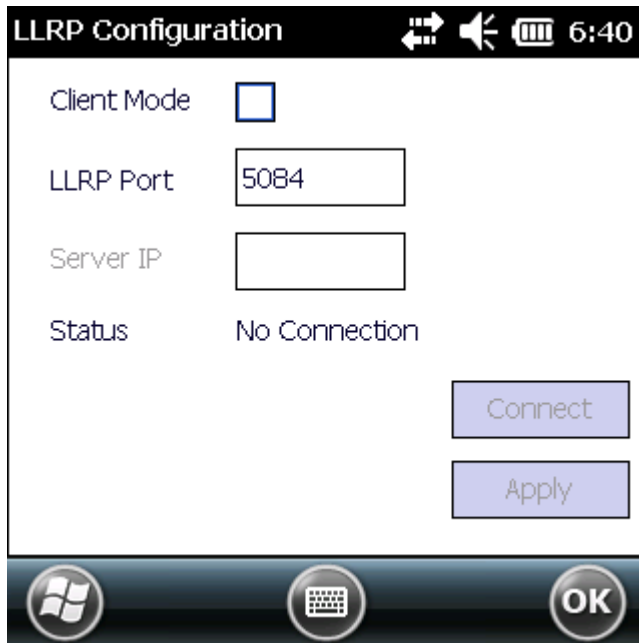 LLRP Configuration 6:40
Client Mode
LLRP Port 5084
Server IP
Status No Connection
Connect
Apply
OK